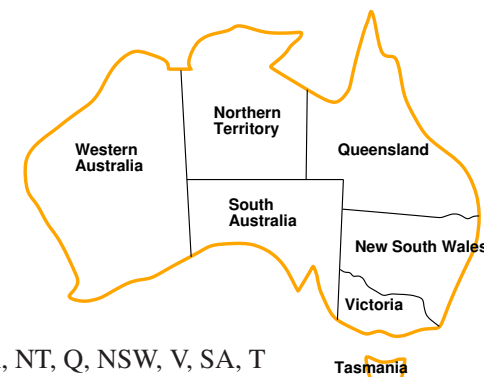 Northern
Territory
Western
Australia
Queensland
South
Australia
New South Wales
Victoria
, NT, Q, NSW, V, SA, T
Tasmania